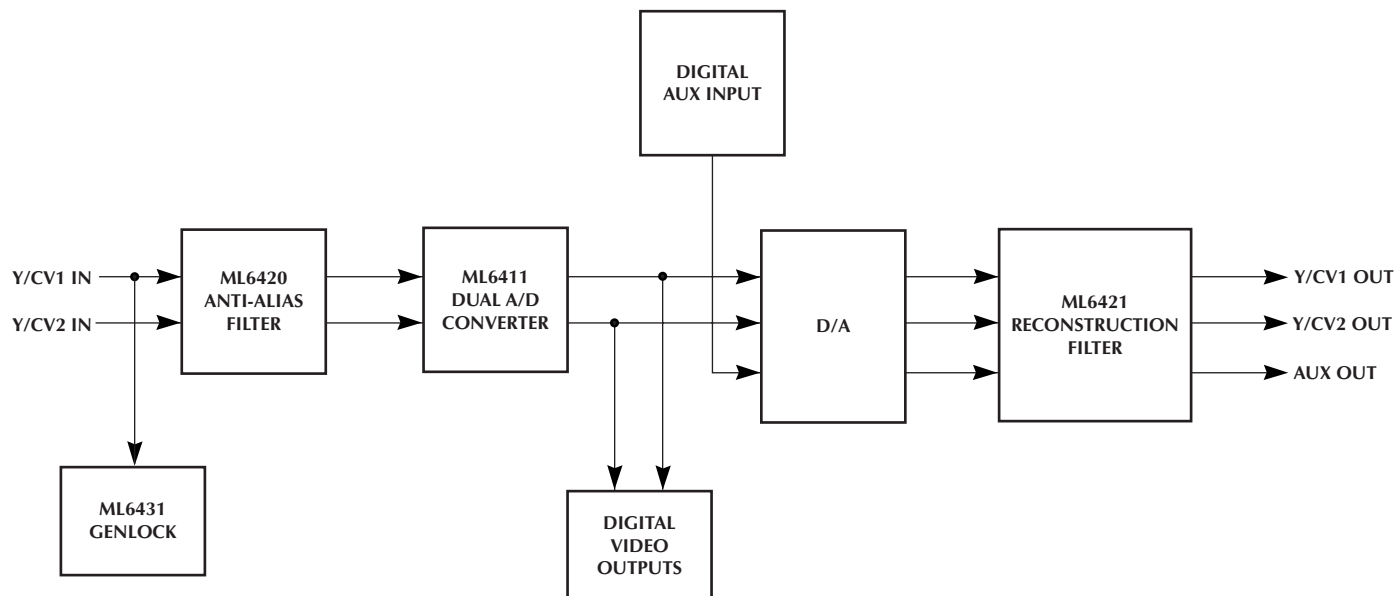 DIGITAL
AUX INPUT
Y/CV1 IN
Y/CV2 IN
ML6420
ANTI-ALIAS
FILTER
ML6411
DUAL A/D
CONVERTER
D/A
ML6421
RECONSTRUCTION
FILTER
Y/CV1 OUT
Y/CV2 OUT
AUX OUT
ML6431
GENLOCK
DIGITAL
VIDEO
OUTPUTS